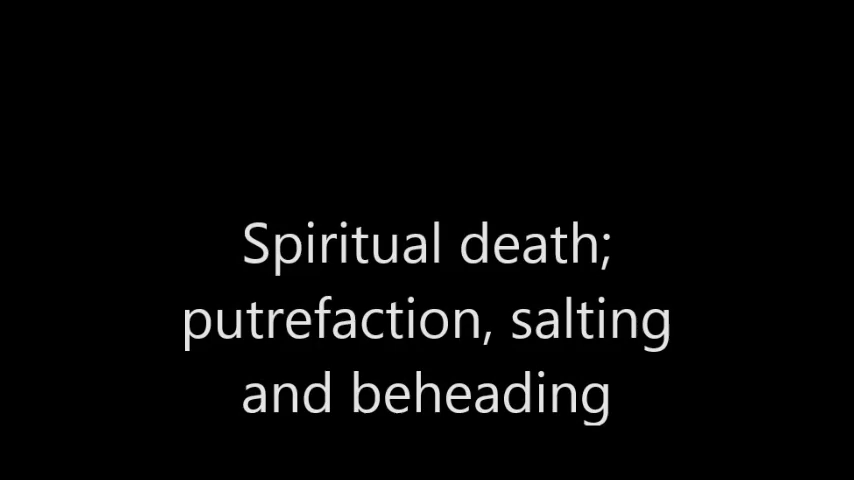 Spiritual death;
putrefaction, salting
and beheading